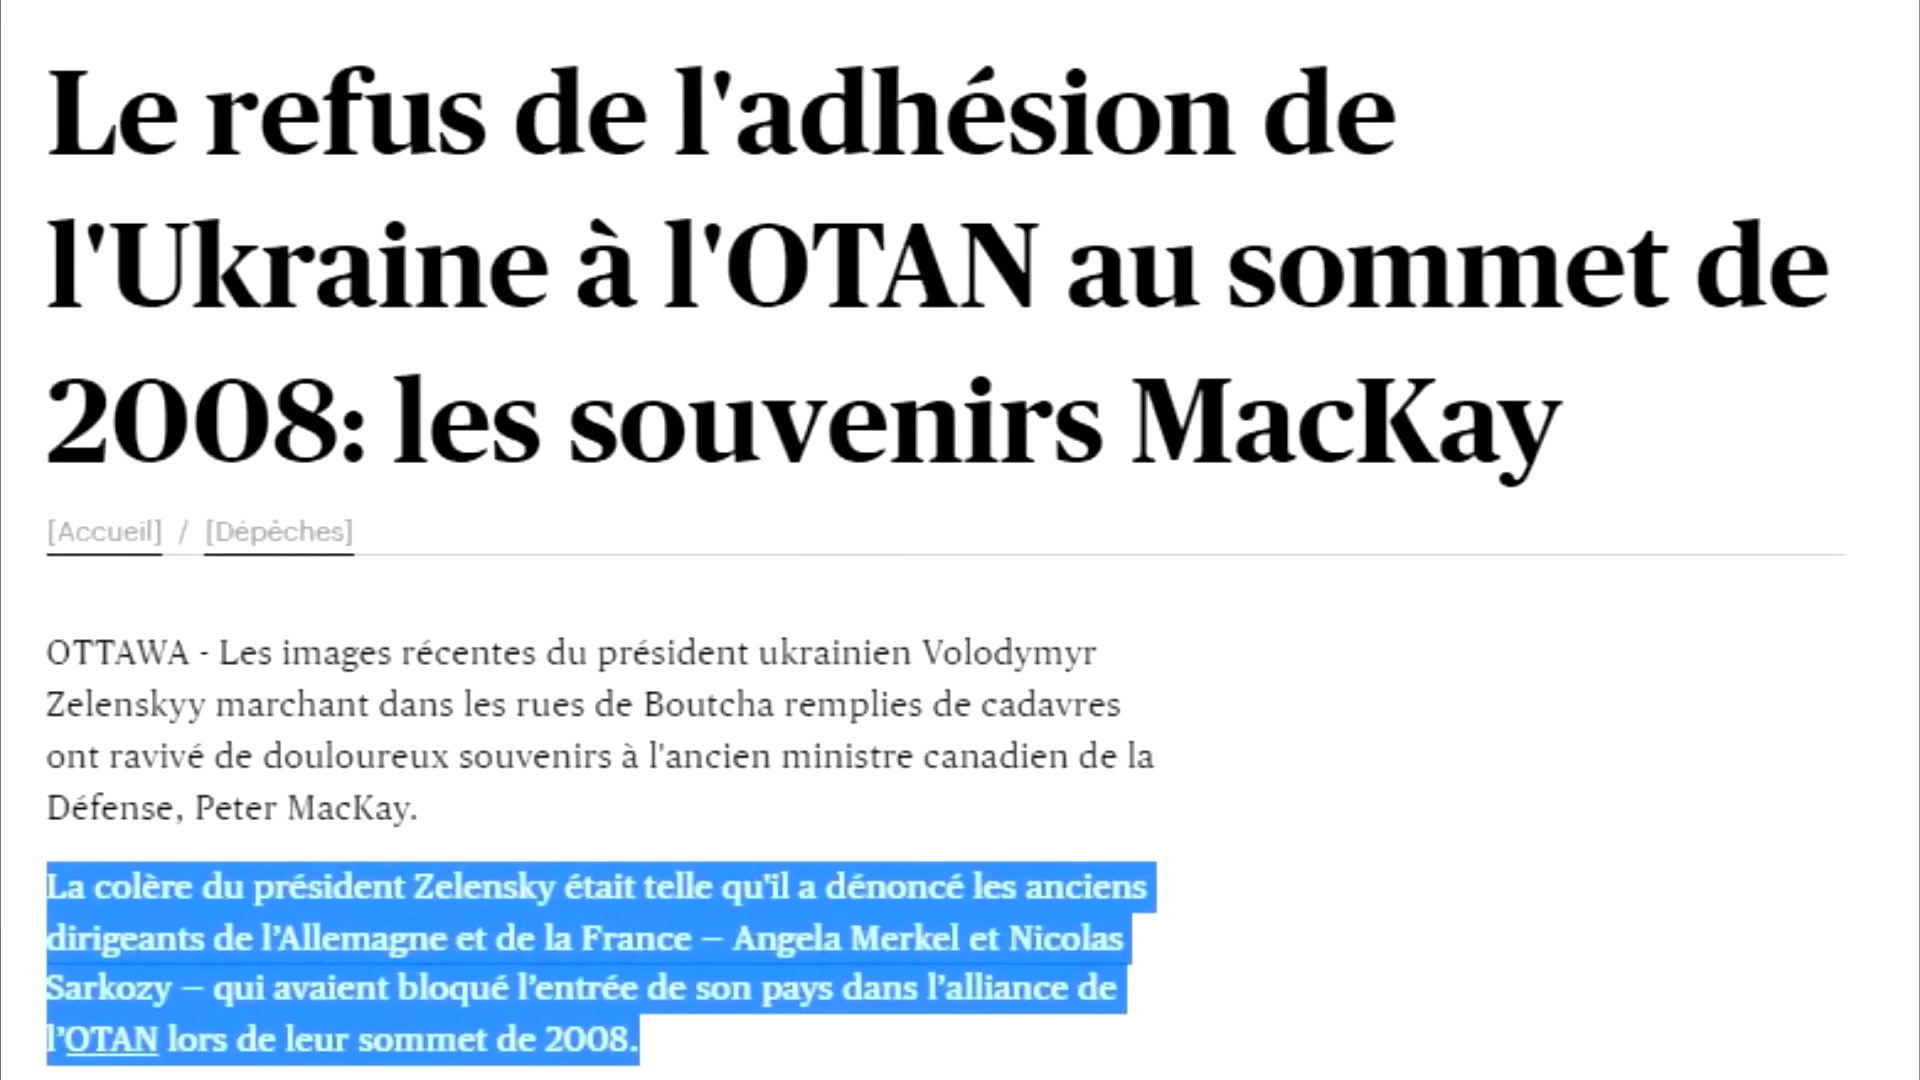 Le refus de l'adhésion de
l'Ukraine à l'OTAN au sommet de
2008: les souvenirs MacKay
[Accueil] / [Dépêches]
OTTAWA - Les images récentes du président ukrainien Volodymyr
Zelenskyy marchant dans les rues de Boutcha remplies de cadavres
ont ravivé de douloureux souvenirs à l'ancien ministre canadien de la
Défense, Peter MacKay.
La colère du président Zelensky était telle qu'il a dénoncé les anciens
dirigeants de l’Allemagne et de la France – Angela Merkel et Nicolas
Sarkozy – qui avaient bloqué l’entrée de son pays dans l’alliance de
l’OTAN lors de leur sommet de 2008.